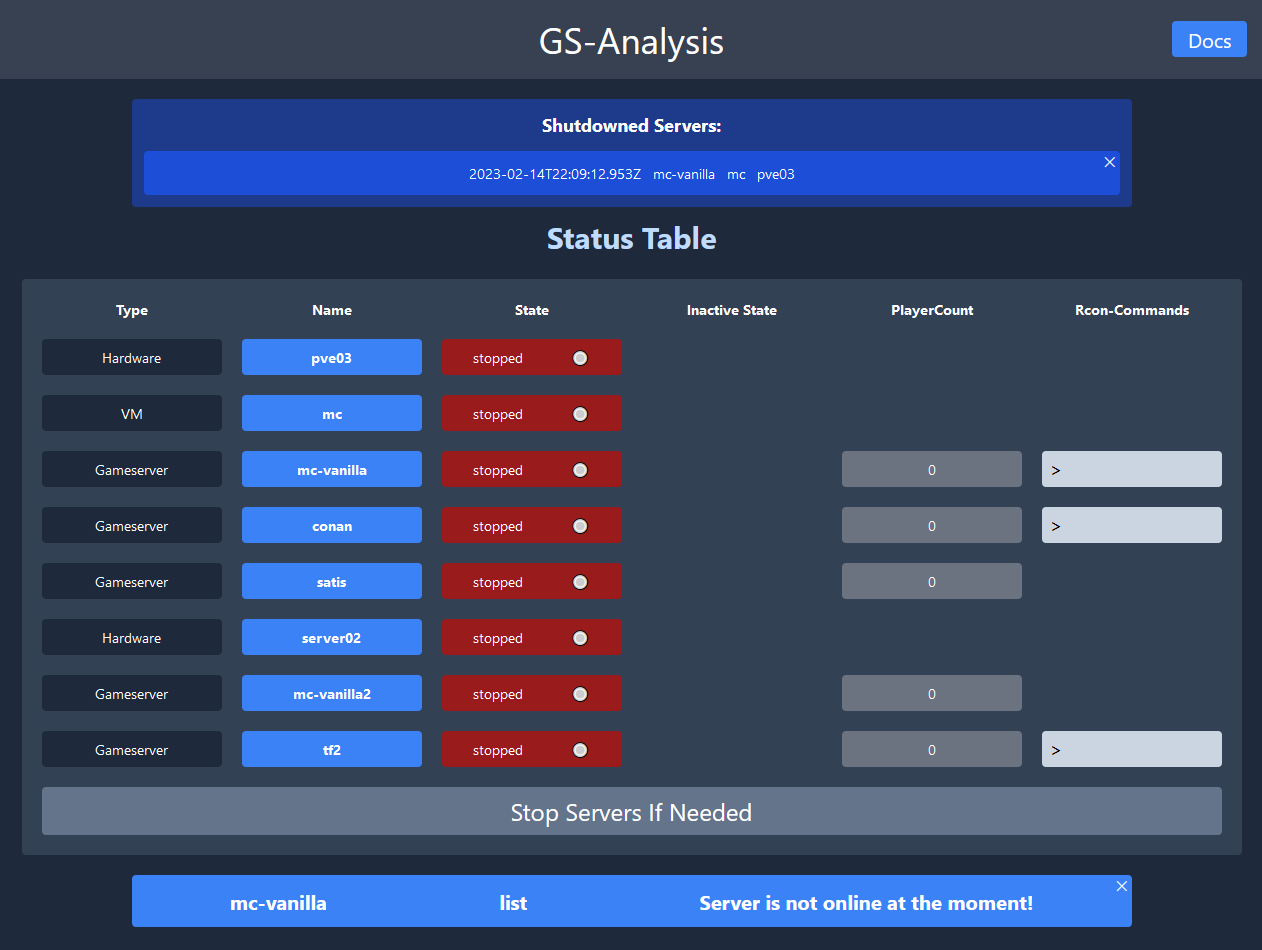 GS-Analysis
Docs
Shutdowned Servers:
2023-02-14T22:09:12.953Z mc-vanilla mc pve03
Status Table
Type Name State Inactive State PlayerCount Rcon-Commands
Hardware pve03 stopped
VM mc stopped
Gameserver mc-vanilla stopped 0 >
Gameserver conan stopped 0 >
Gameserver satis stopped 0
Hardware server02 stopped
Gameserver mc-vanilla2 stopped 0
Gameserver tf2 stopped 0 >
Stop Servers If Needed
mc-vanilla list Server is not online at the moment!